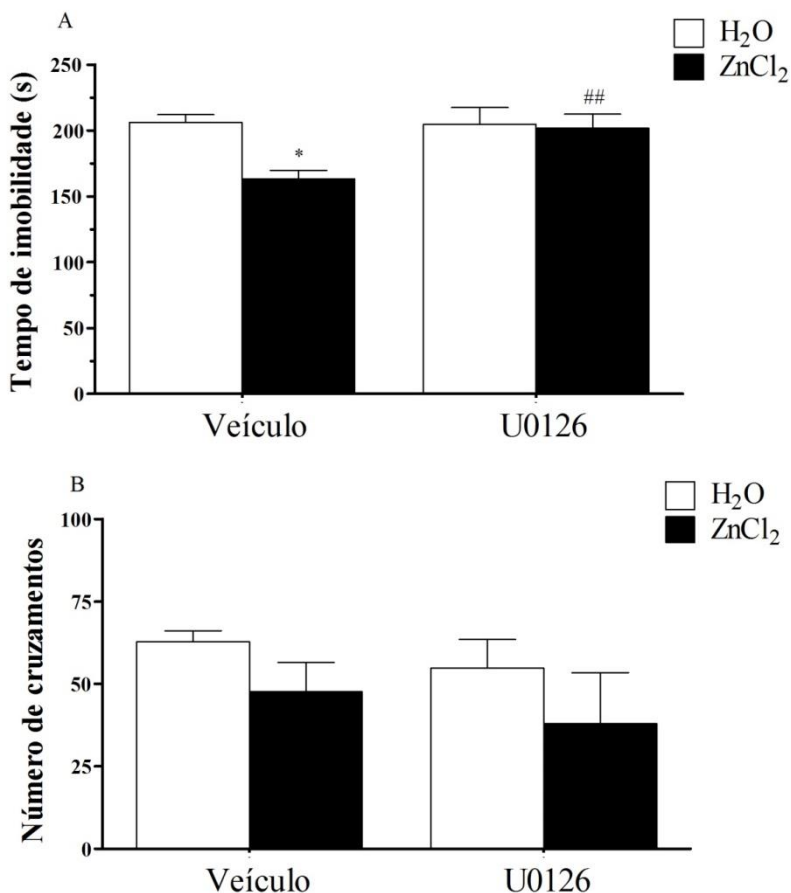 A
H₂O
ZnCl₂
Tempo de imobilidade (s)
250
200
150
100
50
0
*
##
Veículo
U0126
B
H₂O
ZnCl₂
Número de cruzamentos
100
75
50
25
0
Veículo
U0126